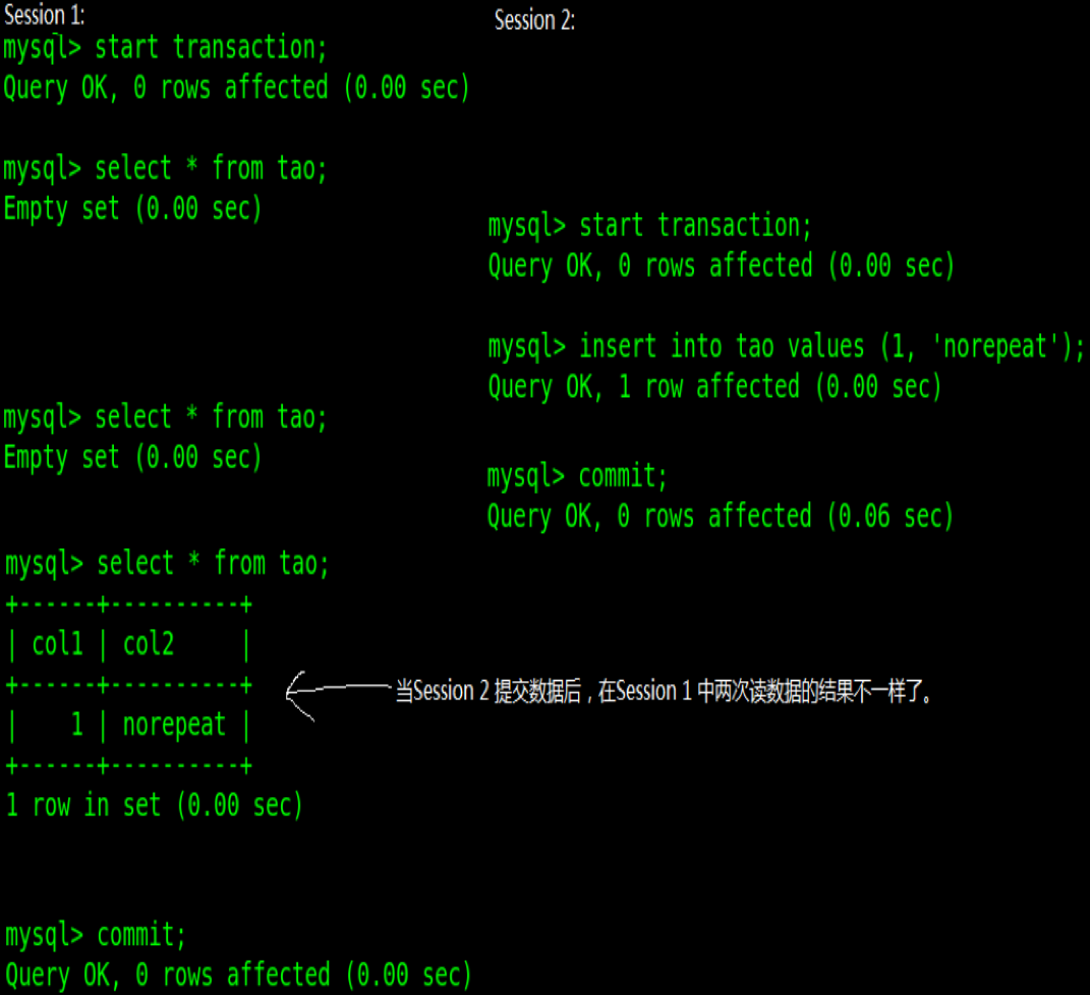 Session 1:
Session 2:
mysql> start transaction;
Query OK, 0 rows affected (0.00 sec)
mysql> select * from tao;
Empty set (0.00 sec)
mysql> start transaction;
Query OK, 0 rows affected (0.00 sec)
mysql> insert into tao values (1, 'norepeat');
Query OK, 1 row affected (0.00 sec)
mysql> select * from tao;
Empty set (0.00 sec)
mysql> commit;
Query OK, 0 rows affected (0.06 sec)
mysql> select * from tao;
+------+----------+
| col1 | col2     |
+------+----------+
|    1 | norepeat |
+------+----------+
当Session 2 提交数据后，在Session 1 中两次读数据的结果不一样了。
1 row in set (0.00 sec)
mysql> commit;
Query OK, 0 rows affected (0.00 sec)